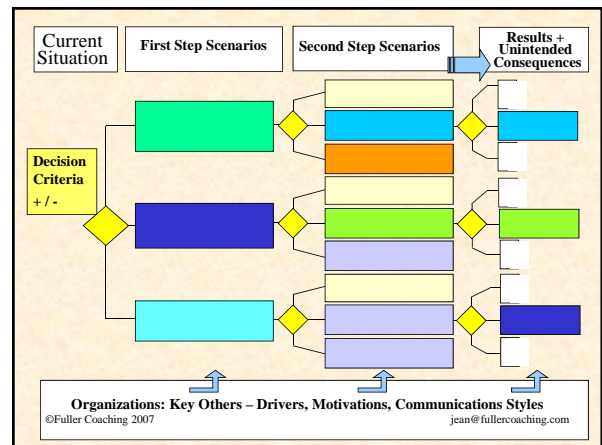 Current
Situation
First Step Scenarios
Second Step Scenarios
Results +
Unintended
Consequences
Decision
Criteria
+ / -
Organizations: Key Others – Drivers, Motivations, Communications Styles
©Fuller Coaching 2007 jean@fullercoaching.com